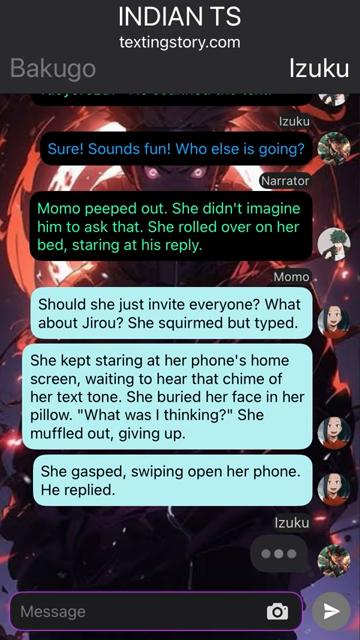 INDIAN TS
textingstory.com
Bakugo
Izuku
Izuku
Sure! Sounds fun! Who else is going?
Narrator
Momo peeped out. She didn't imagine
him to ask that. She rolled over on her
bed, staring at his reply.
Momo
Should she just invite everyone? What
about Jirou? She squirmed but typed.
She kept staring at her phone's home
screen, waiting to hear that chime of
her text tone. She buried her face in her
pillow. "What was I thinking?" She
muffled out, giving up.
She gasped, swiping open her phone.
He replied.
Izuku
Message